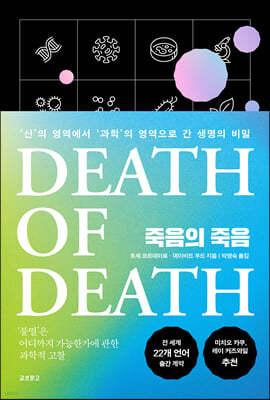 '신'의 영역에서 '과학'의 영역으로 간 생명의 비밀
DEATH
OF
DEATH
죽음의 죽음
호세 코르데이로 · 데이비드 우드 지음 | 박영숙 옮김
'불멸'은
어디까지 가능한가에 관한
과학적 고찰
전 세계
22개 언어
출간 계약
미치오 카쿠,
레이 커즈와일
추천
교보문고